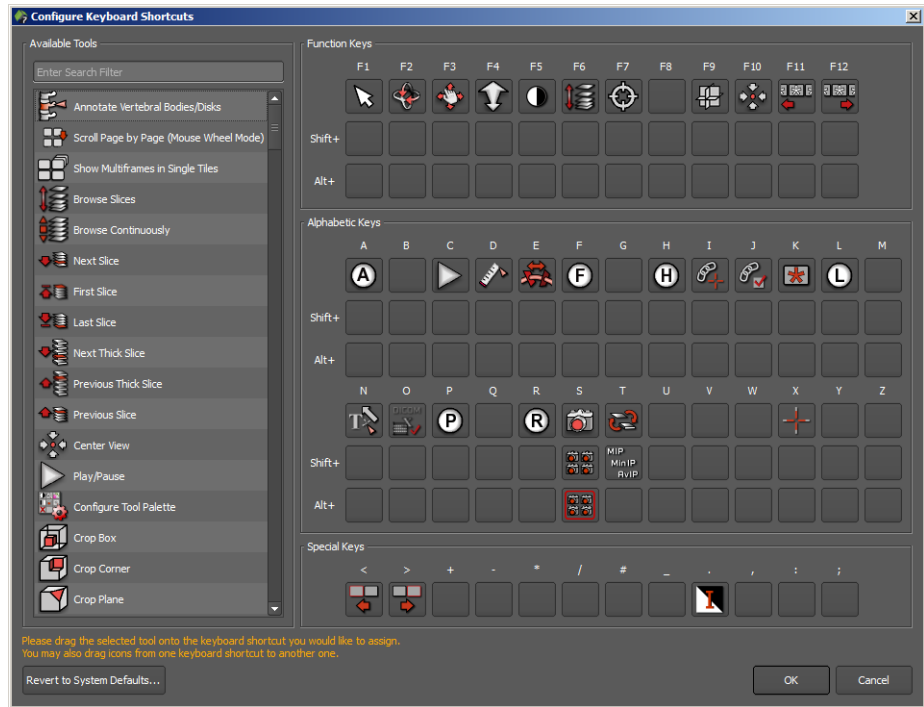 Configure Keyboard Shortcuts
Available Tools
Enter Search Filter
Annotate Vertebral Bodies/Disks
Scroll Page by Page (Mouse Wheel Mode)
Show Multiframes in Single Tiles
Browse Slices
Browse Continuously
Next Slice
First Slice
Last Slice
Next Thick Slice
Previous Thick Slice
Previous Slice
Center View
Play/Pause
Configure Tool Palette
Crop Box
Crop Corner
Crop Plane
Function Keys
F1 F2 F3 F4 F5 F6 F7 F8 F9 F10 F11 F12
Shift+
Alt+
Alphabetic Keys
A B C D E F G H I J K L M
A F H L
Shift+
Alt+
N O P Q R S T U V W X Y Z
T DICOM P R
Shift+ MIP
MinIP
AvIP
Alt+
Special Keys
< > + - * / # _ . , : ;
I
Please drag the selected tool onto the keyboard shortcut you would like to assign.
You may also drag icons from one keyboard shortcut to another one.
Revert to System Defaults...
OK
Cancel